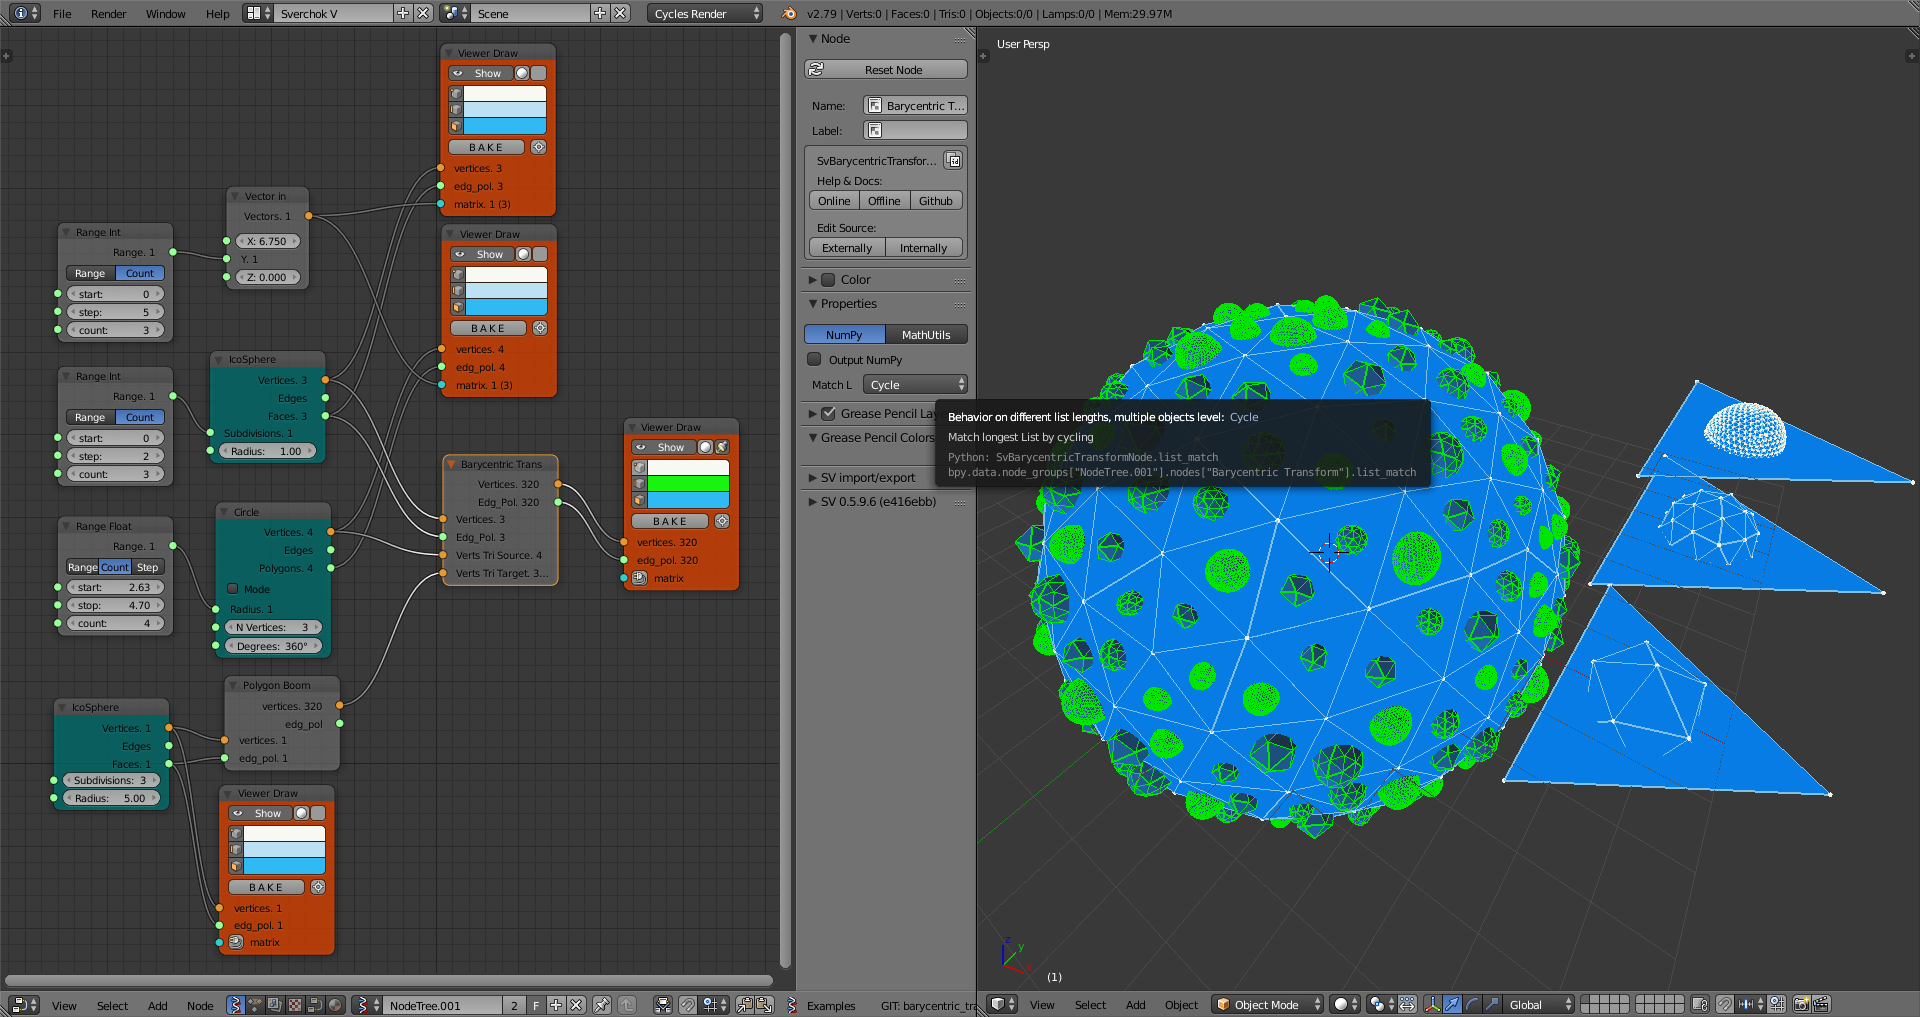 File Render Window Help Sverchok V Scene Cycles Render v2.79 | Verts:0 | Faces:0 | Tris:0 | Objects:0/0 | Lamps:0/0 | Mem:29.97M
Viewer Draw
Show
BAKE
vertices. 3
edg_pol. 3
matrix. 1 (3)
Vector in
Vectors. 1
X: 6.750
Y. 1
Z: 0.000
Range Int
Range. 1
Range Count
start: 0
step: 5
count: 3
Viewer Draw
Show
BAKE
vertices. 4
edg_pol. 4
matrix. 1 (3)
IcoSphere
Vertices. 3
Edges
Faces. 3
Subdivisions. 1
Radius: 1.00
Range Int
Range. 1
Range Count
start: 0
step: 2
count: 3
Viewer Draw
Show
BAKE
vertices. 320
edg_pol. 320
matrix
Barycentric Trans
Vertices. 320
Edg_Pol. 320
Vertices. 3
Edg_Pol. 3
Verts Tri Source. 4
Verts Tri Target. 3...
Circle
Vertices. 4
Edges
Polygons. 4
Mode
Radius. 1
N Vertices: 3
Degrees: 360°
Range Float
Range. 1
Range Count Step
start: 2.63
stop: 4.70
count: 4
Polygon Boom
vertices. 320
edg_pol
vertices. 1
edg_pol. 1
IcoSphere
Vertices. 1
Edges
Faces. 1
Subdivisions: 3
Radius: 5.00
Viewer Draw
Show
BAKE
vertices. 1
edg_pol. 1
matrix
Node
Reset Node
Name: Barycentric T...
Label:
SvBarycentricTransfor...
Help & Docs:
Online Offline Github
Edit Source:
Externally Internally
Color
Properties
NumPy MathUtils
Output NumPy
Match L Cycle
Grease Pencil La
Grease Pencil Colors
SV import/export
SV 0.5.9.6 (e416ebb)
User Persp
Behavior on different list lengths, multiple objects level: Cycle
Match longest List by cycling
Python: SvBarycentricTransformNode.list_match
bpy.data.node_groups["NodeTree.001"].nodes["Barycentric Transform"].list_match
z
y
x
(1)
View Select Add Node NodeTree.001 2 F Examples GIT: barycentric_tra
View Select Add Object Object Mode Global